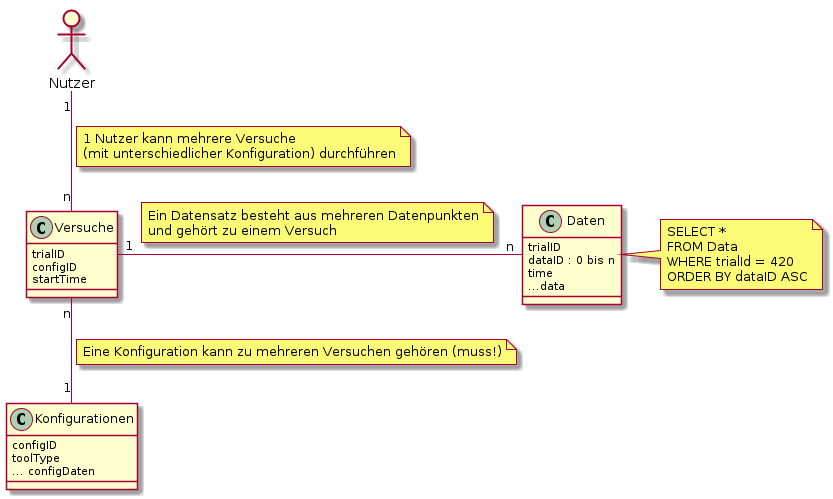 Nutzer
1
1 Nutzer kann mehrere Versuche
(mit unterschiedlicher Konfiguration) durchführen
n
C Versuche
trialID
configID
startTime
1
Ein Datensatz besteht aus mehreren Datenpunkten
und gehört zu einem Versuch
n
C Daten
trialID
dataID : 0 bis n
time
...data
SELECT *
FROM Data
WHERE trialId = 420
ORDER BY dataID ASC
n
Eine Konfiguration kann zu mehreren Versuchen gehören (muss!)
1
C Konfigurationen
configID
toolType
... configDaten